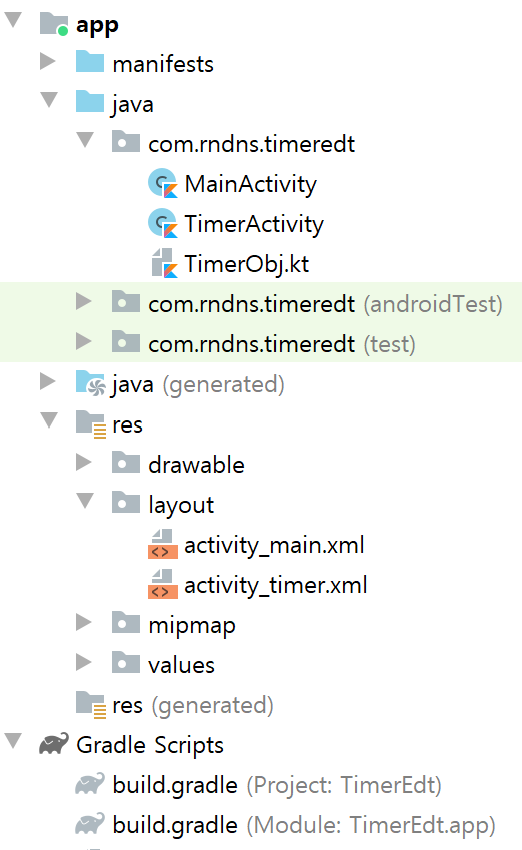 app
manifests
java
com.rndns.timeredt
MainActivity
TimerActivity
TimerObj.kt
com.rndns.timeredt (androidTest)
com.rndns.timeredt (test)
java (generated)
res
drawable
layout
activity_main.xml
activity_timer.xml
mipmap
values
res (generated)
Gradle Scripts
build.gradle (Project: TimerEdt)
build.gradle (Module: TimerEdt.app)